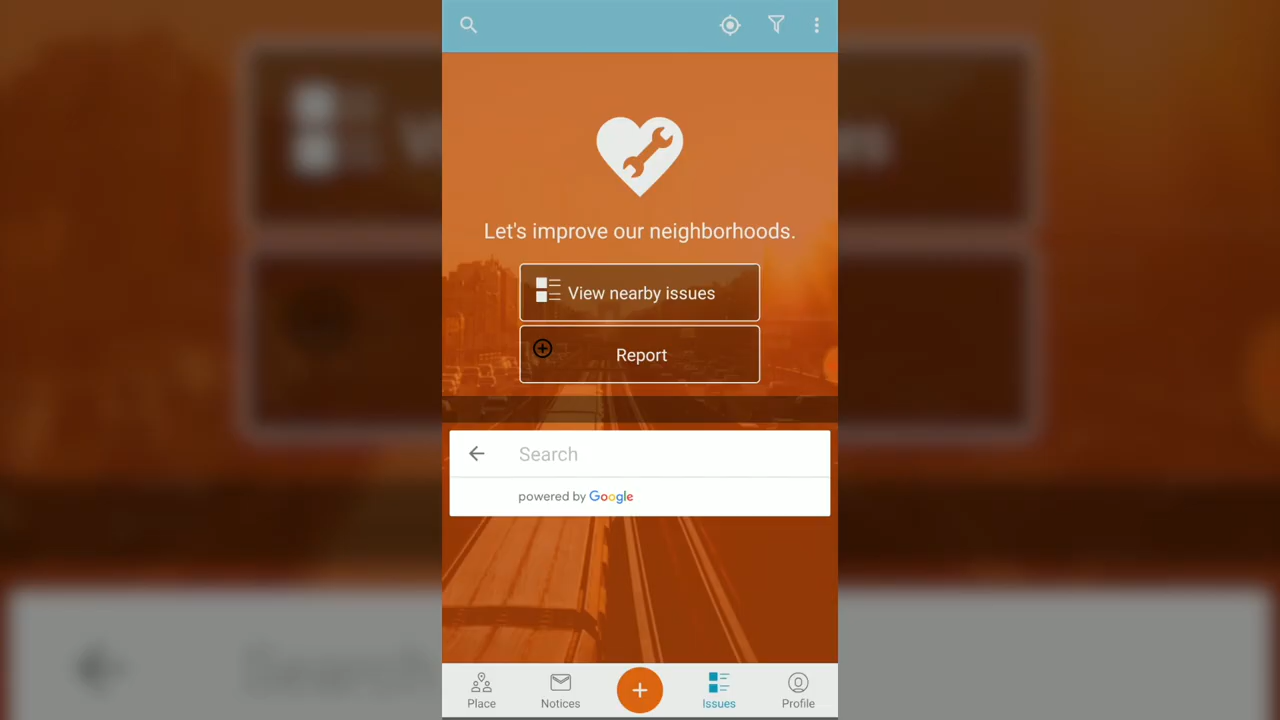 Let's improve our neighborhoods.
View nearby issues
Report
Search
powered by Google
Place
Notices
Issues
Profile